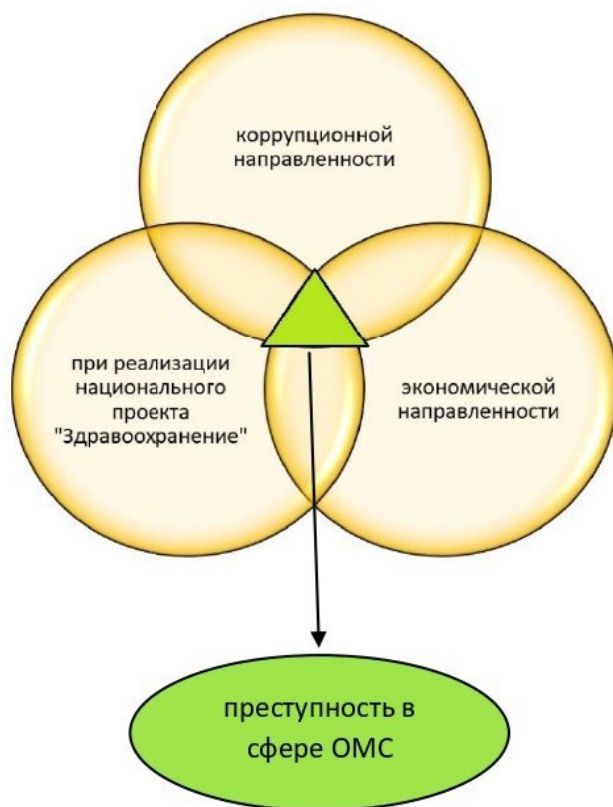 коррупционной
направленности
при реализации
национального
проекта
"Здравоохранение"
экономической
направленности
преступность в
сфере ОМС